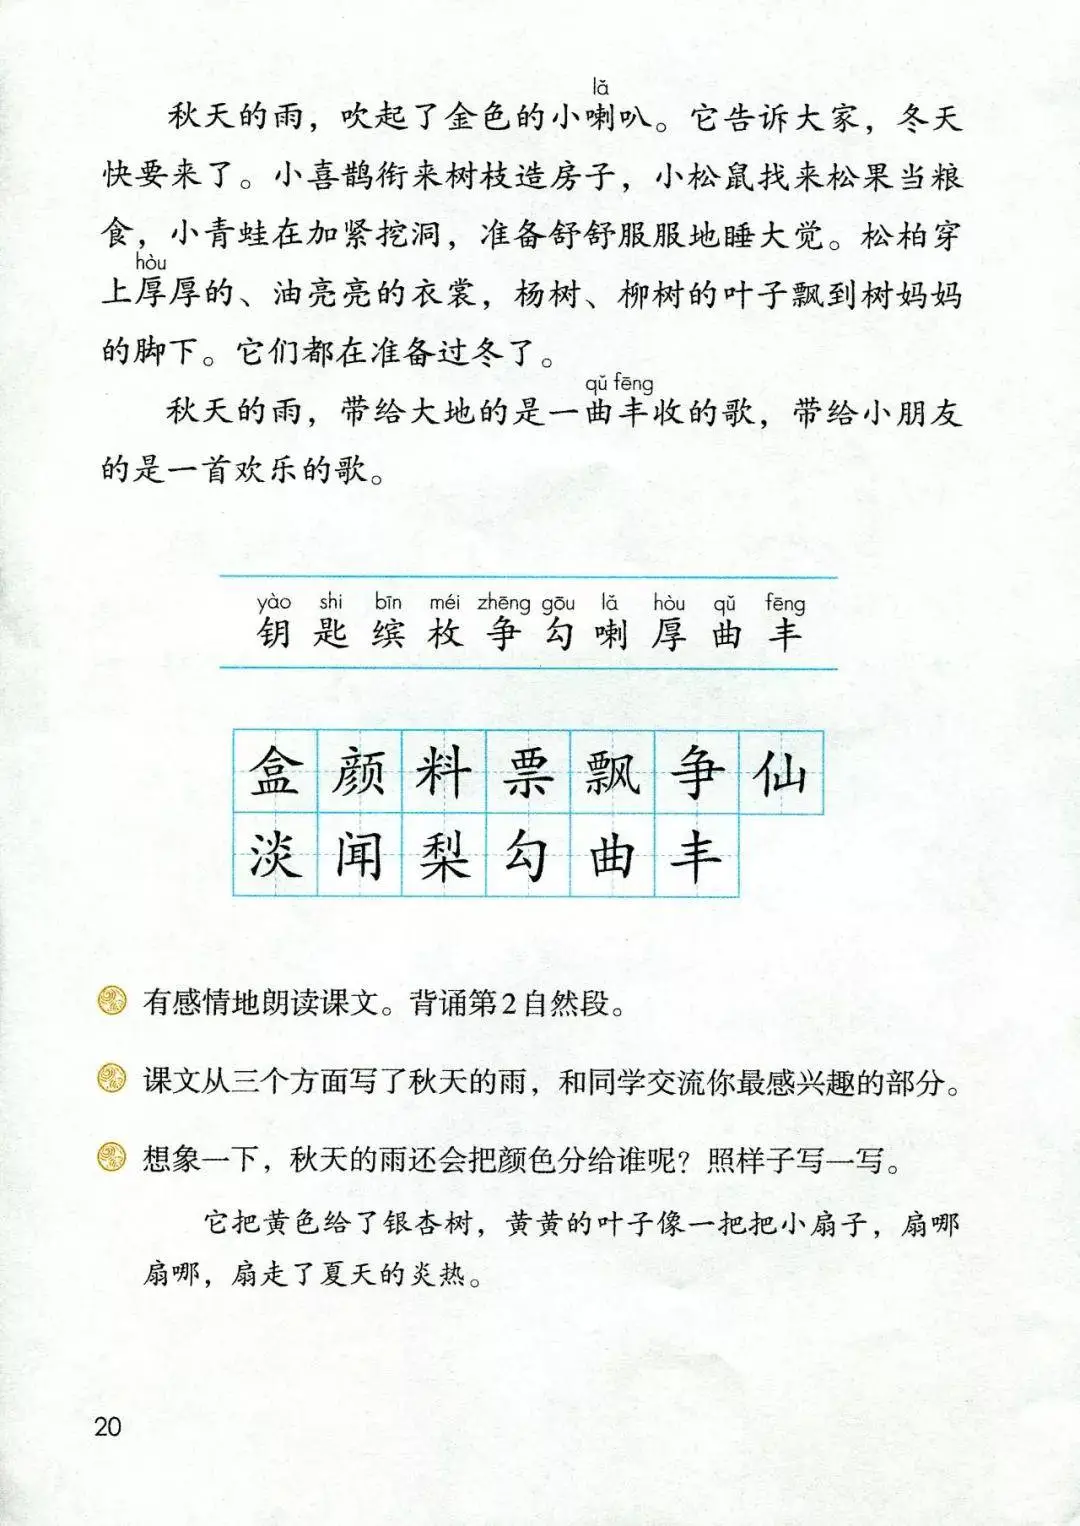 lǎ
秋天的雨，吹起了金色的小喇叭。它告诉大家，冬天
快要来了。小喜鹊衔来树枝造房子，小松鼠找来松果当粮
食，小青蛙在加紧挖洞，准备舒舒服服地睡大觉。松柏穿
hòu
上厚厚的、油亮亮的衣裳，杨树、柳树的叶子飘到树妈妈
的脚下。它们都在准备过冬了。
qǔ fēng
秋天的雨，带给大地的是一曲丰收的歌，带给小朋友
的是一首欢乐的歌。
yào shi bīn méi zhēng gōu lǎ hòu qǔ fēng
钥 匙 缤 枚 争 勾 喇 厚 曲 丰
盒 颜 料 票 飘 争 仙
淡 闻 梨 勾 曲 丰
有感情地朗读课文。背诵第2自然段。
课文从三个方面写了秋天的雨，和同学交流你最感兴趣的部分。
想象一下，秋天的雨还会把颜色分给谁呢？照样子写一写。
它把黄色给了银杏树，黄黄的叶子像一把把小扇子，扇哪
扇哪，扇走了夏天的炎热。
20